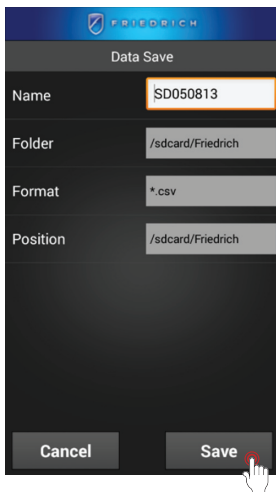 FRIEDRICH
Data Save
Name SD050813
Folder /sdcard/Friedrich
Format *.csv
Position /sdcard/Friedrich
Cancel Save